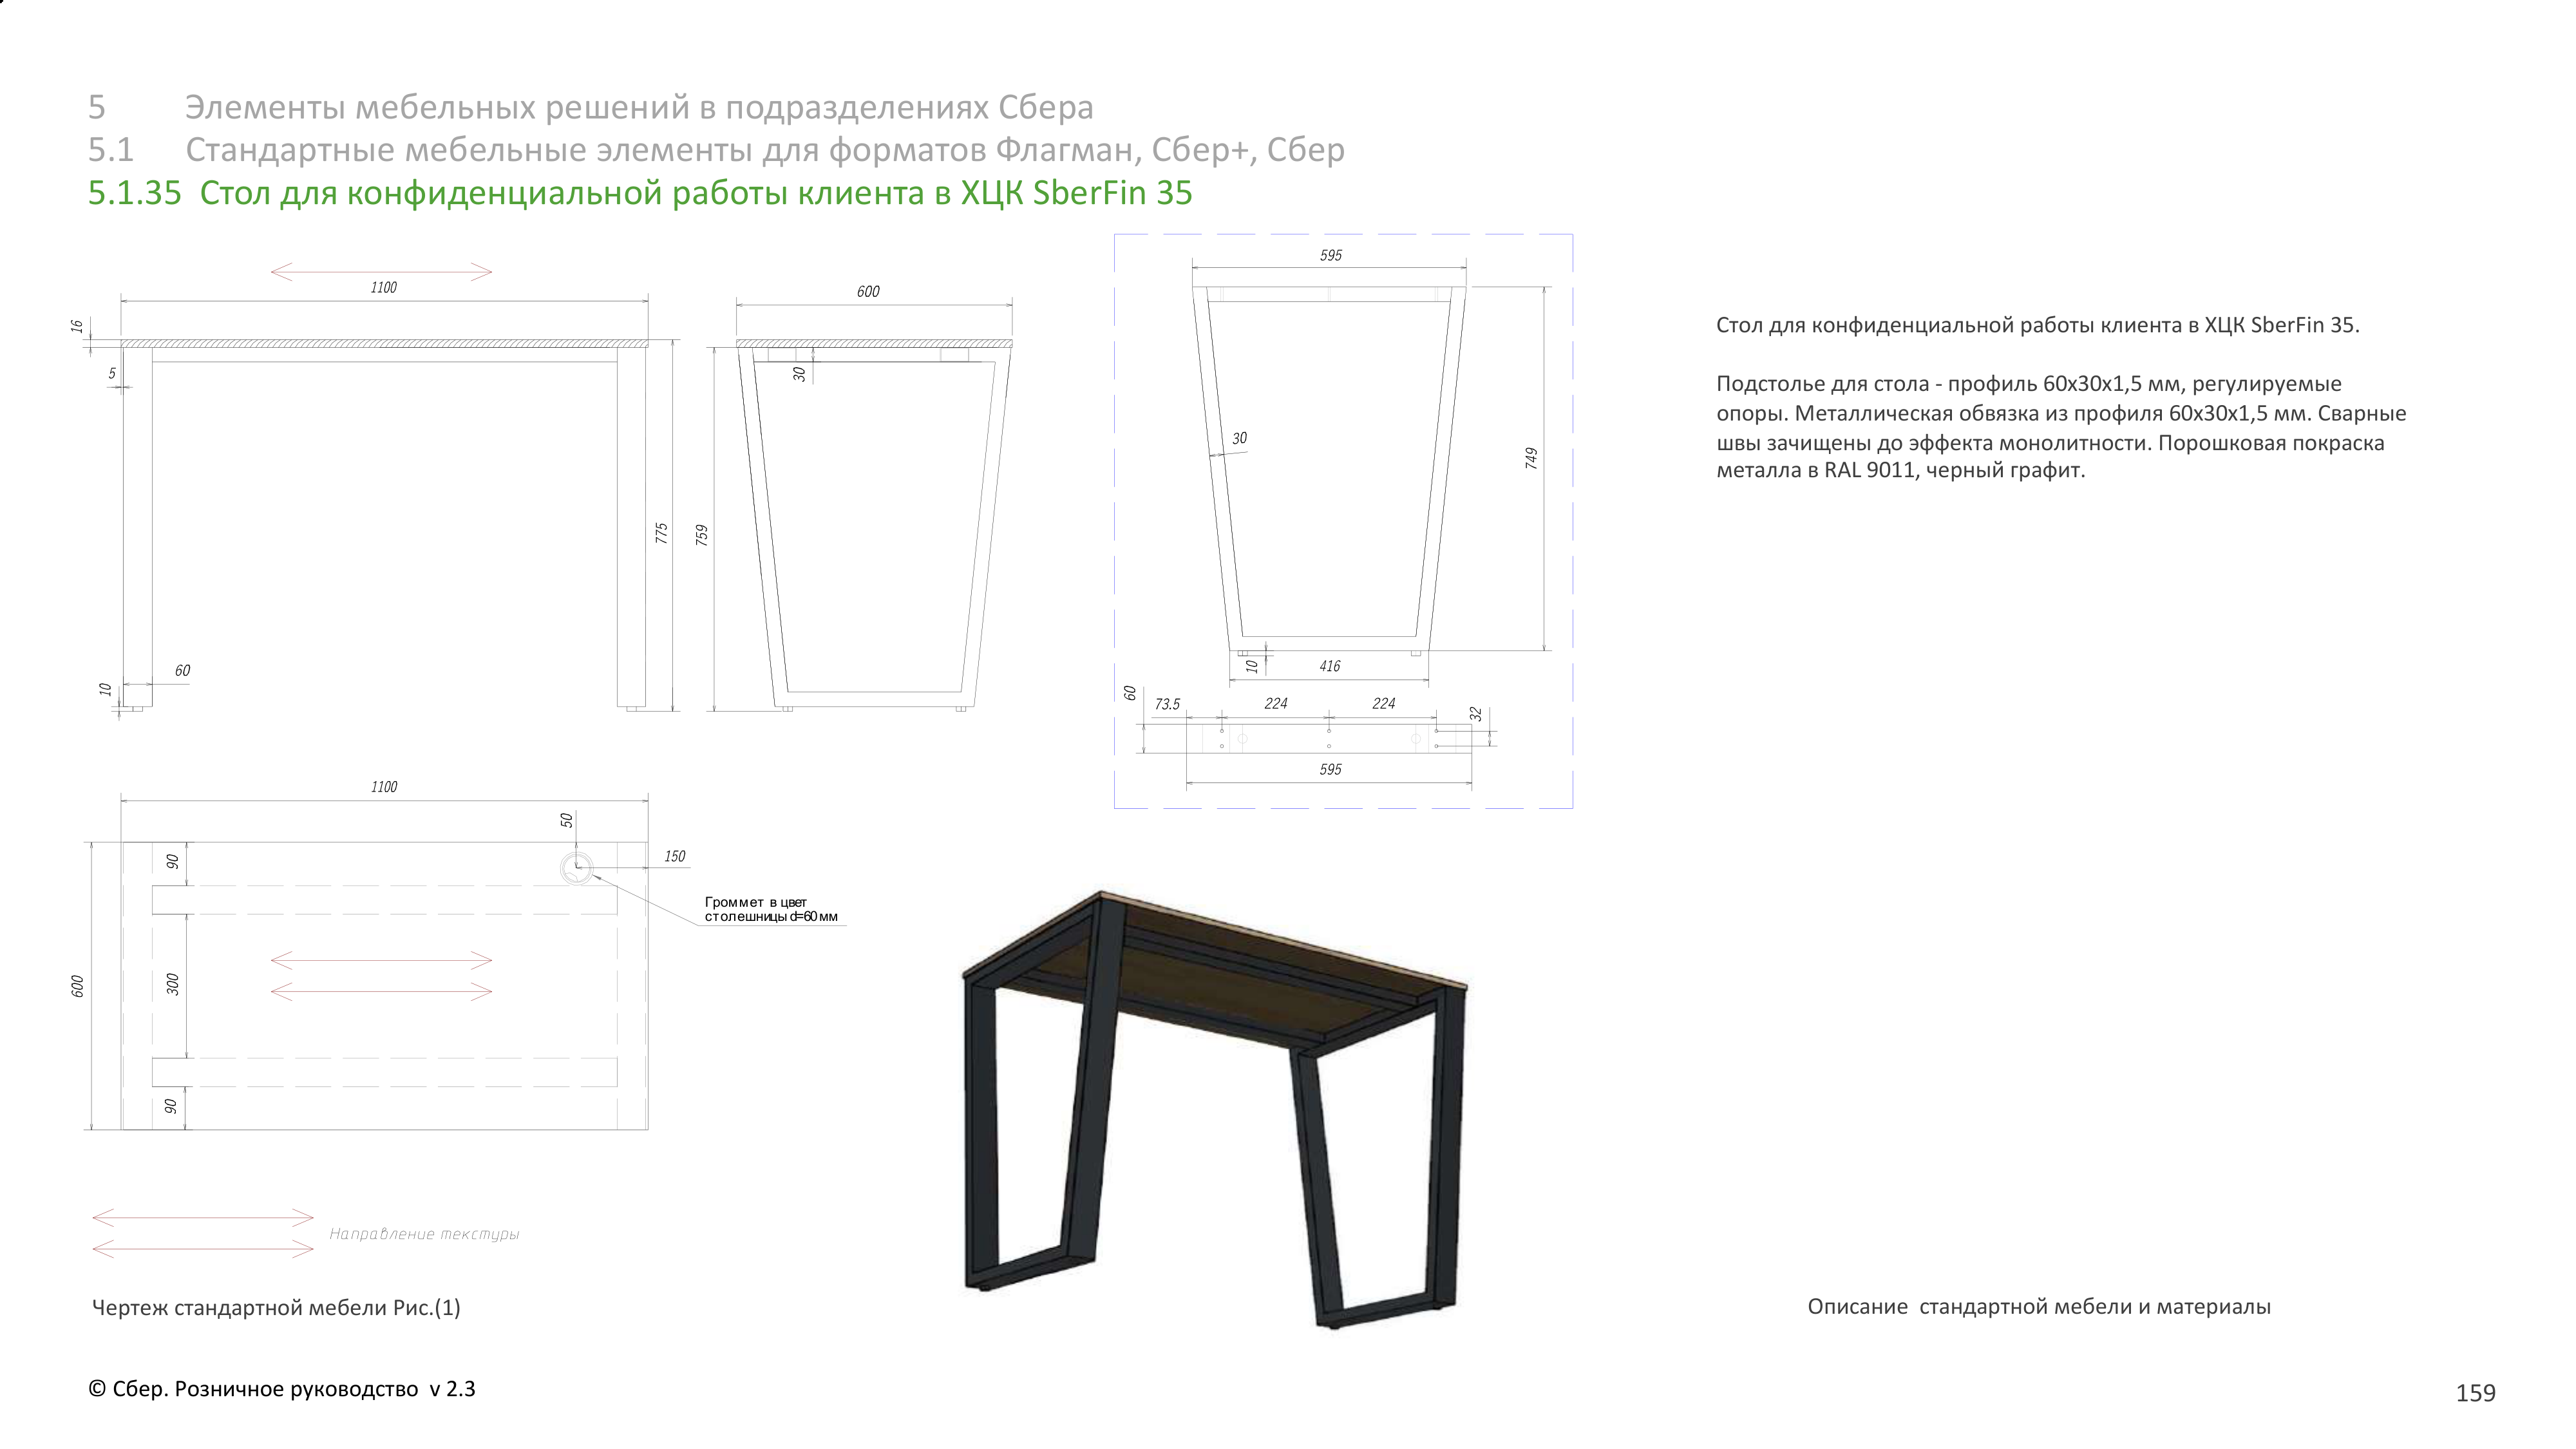 5 Элементы мебельных решений в подразделениях Сбера
5.1 Стандартные мебельные элементы для форматов Флагман, Сбер+, Сбер
5.1.35 Стол для конфиденциальной работы клиента в ХЦК SberFin 35
1100
16
5
60
10
775
600
30
759
595
30
749
10
416
60
73.5
224
224
32
595
Стол для конфиденциальной работы клиента в ХЦК SberFin 35.
Подстолье для стола - профиль 60х30х1,5 мм, регулируемые
опоры. Металлическая обвязка из профиля 60х30х1,5 мм. Сварные
швы зачищены до эффекта монолитности. Порошковая покраска
металла в RAL 9011, черный графит.
1100
50
150
90
300
90
600
Громмет в цвет
столешницы d=60 мм
Направление текстуры
Чертеж стандартной мебели Рис.(1)
Описание стандартной мебели и материалы
© Сбер. Розничное руководство v 2.3
159